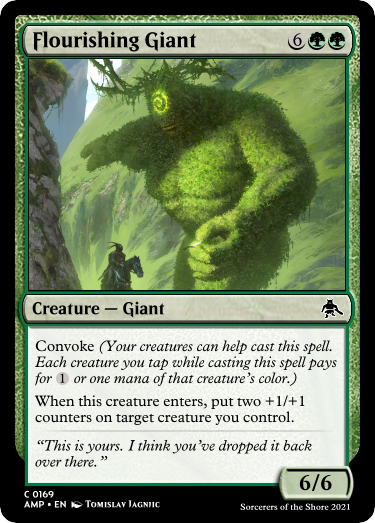 Flourishing Giant 6
Creature — Giant
Convoke (Your creatures can help cast this spell.
Each creature you tap while casting this spell pays
for 1 or one mana of that creature's color.)
When this creature enters, put two +1/+1
counters on target creature you control.
“This is yours. I think you've dropped it back
over there.”
6/6
C 0169
AMP • EN Tomislav Jagnjic
Sorcerers of the Shore 2021